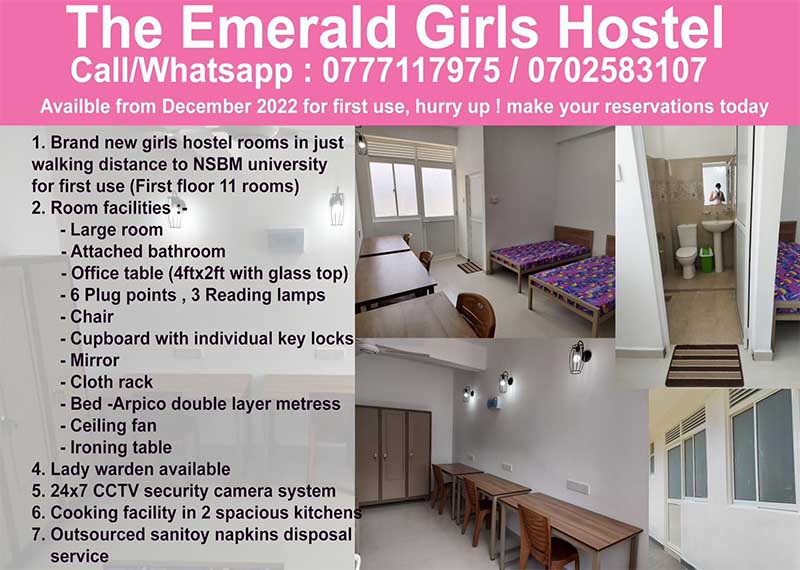 The Emerald Girls Hostel
Call/Whatsapp : 0777117975 / 0702583107
Availble from December 2022 for first use, hurry up ! make your reservations today
1. Brand new girls hostel rooms in just
walking distance to NSBM university
for first use (First floor 11 rooms)
2. Room facilities :-
- Large room
- Attached bathroom
- Office table (4ftx2ft with glass top)
- 6 Plug points , 3 Reading lamps
- Chair
- Cupboard with individual key locks
- Mirror
- Cloth rack
- Bed -Arpico double layer metress
- Ceiling fan
- Ironing table
4. Lady warden available
5. 24x7 CCTV security camera system
6. Cooking facility in 2 spacious kitchens
7. Outsourced sanitoy napkins disposal
service